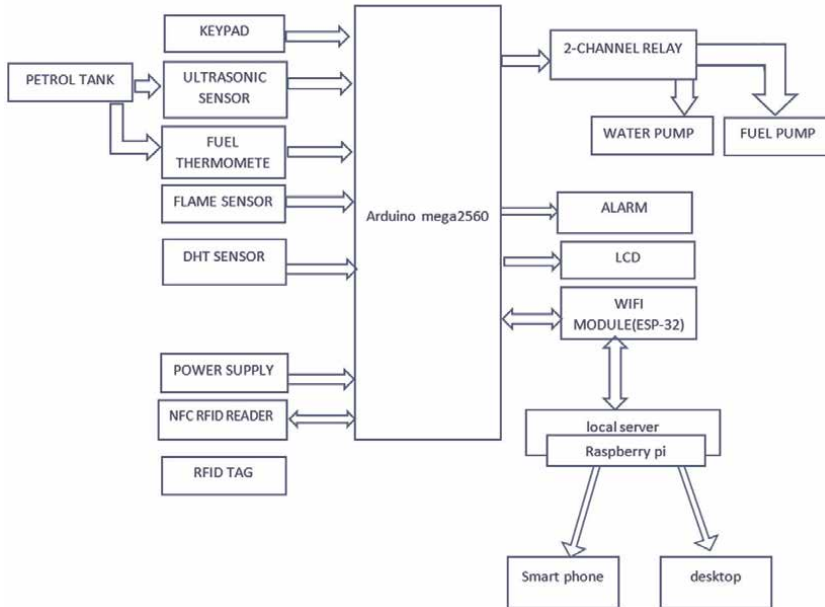 KEYPAD
PETROL TANK
ULTRASONIC
SENSOR
FUEL
THERMOMETE
FLAME SENSOR
DHT SENSOR
POWER SUPPLY
NFC RFID READER
RFID TAG
Arduino mega2560
2-CHANNEL RELAY
WATER PUMP
FUEL PUMP
ALARM
LCD
WIFI
MODULE(ESP-32)
local server
Raspberry pi
Smart phone
desktop